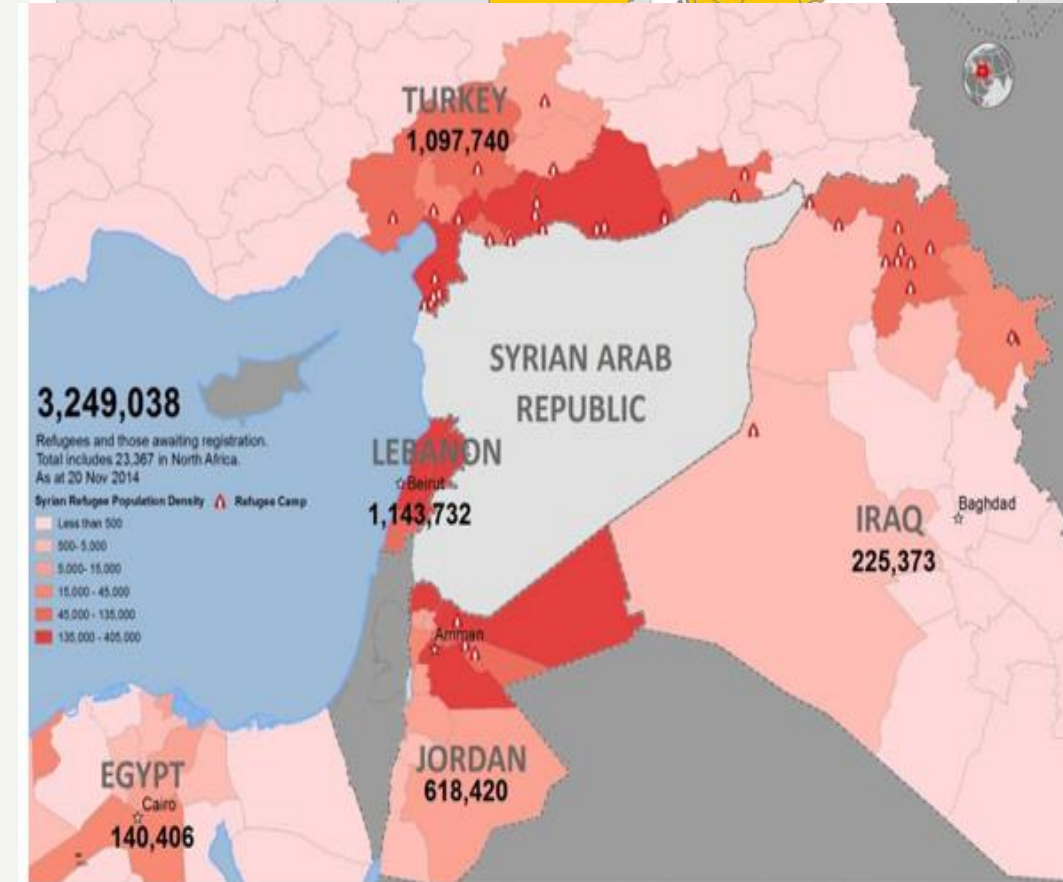 TURKEY
1,097,740
SYRIAN ARAB
REPUBLIC
3,249,038
Refugees and those awaiting registration.
Total includes 23,367 in North Africa.
As at 20 Nov 2014
Syrian Refugee Population Density Refugee Camp
Less than 500
500- 5,000
5,000- 15,000
15,000 - 45,000
45,000 - 135,000
135,000 - 405,000
LEBANON
Beirut
1,143,732
IRAQ
225,373
Baghdad
Amman
JORDAN
618,420
EGYPT
Cairo
140,406